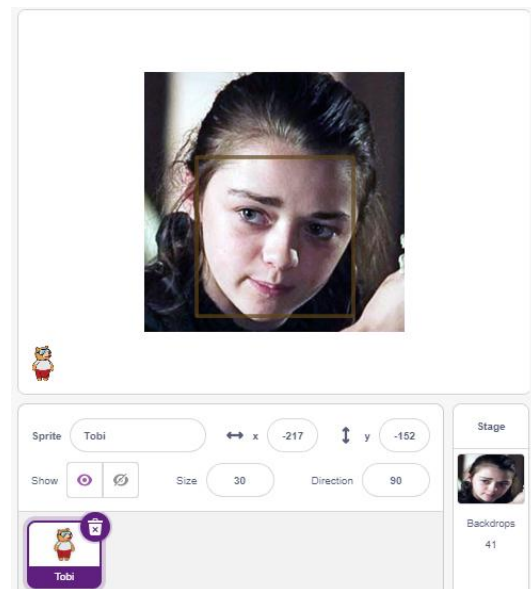 Sprite Tobi x -217 y -152
Show Size 30 Direction 90
Tobi
Stage
Backdrops
41